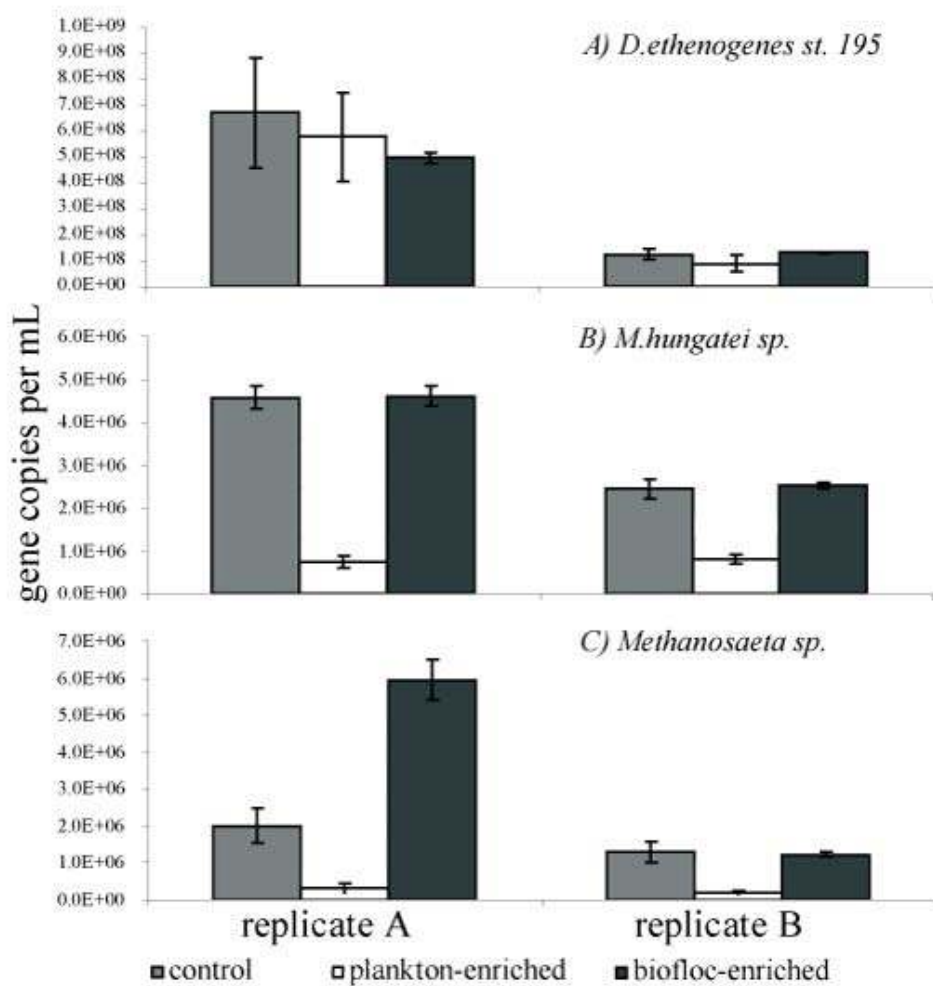 1.0E+09
9.0E+08
8.0E+08
7.0E+08
6.0E+08
5.0E+08
4.0E+08
3.0E+08
2.0E+08
1.0E+08
0.0E+00
A) D.ethenogenes st. 195
gene copies per mL
6.0E+06
5.0E+06
4.0E+06
3.0E+06
2.0E+06
1.0E+06
0.0E+00
B) M.hungatei sp.
7.0E+06
6.0E+06
5.0E+06
4.0E+06
3.0E+06
2.0E+06
1.0E+06
0.0E+00
C) Methanosaeta sp.
replicate A replicate B
control plankton-enriched biofloc-enriched